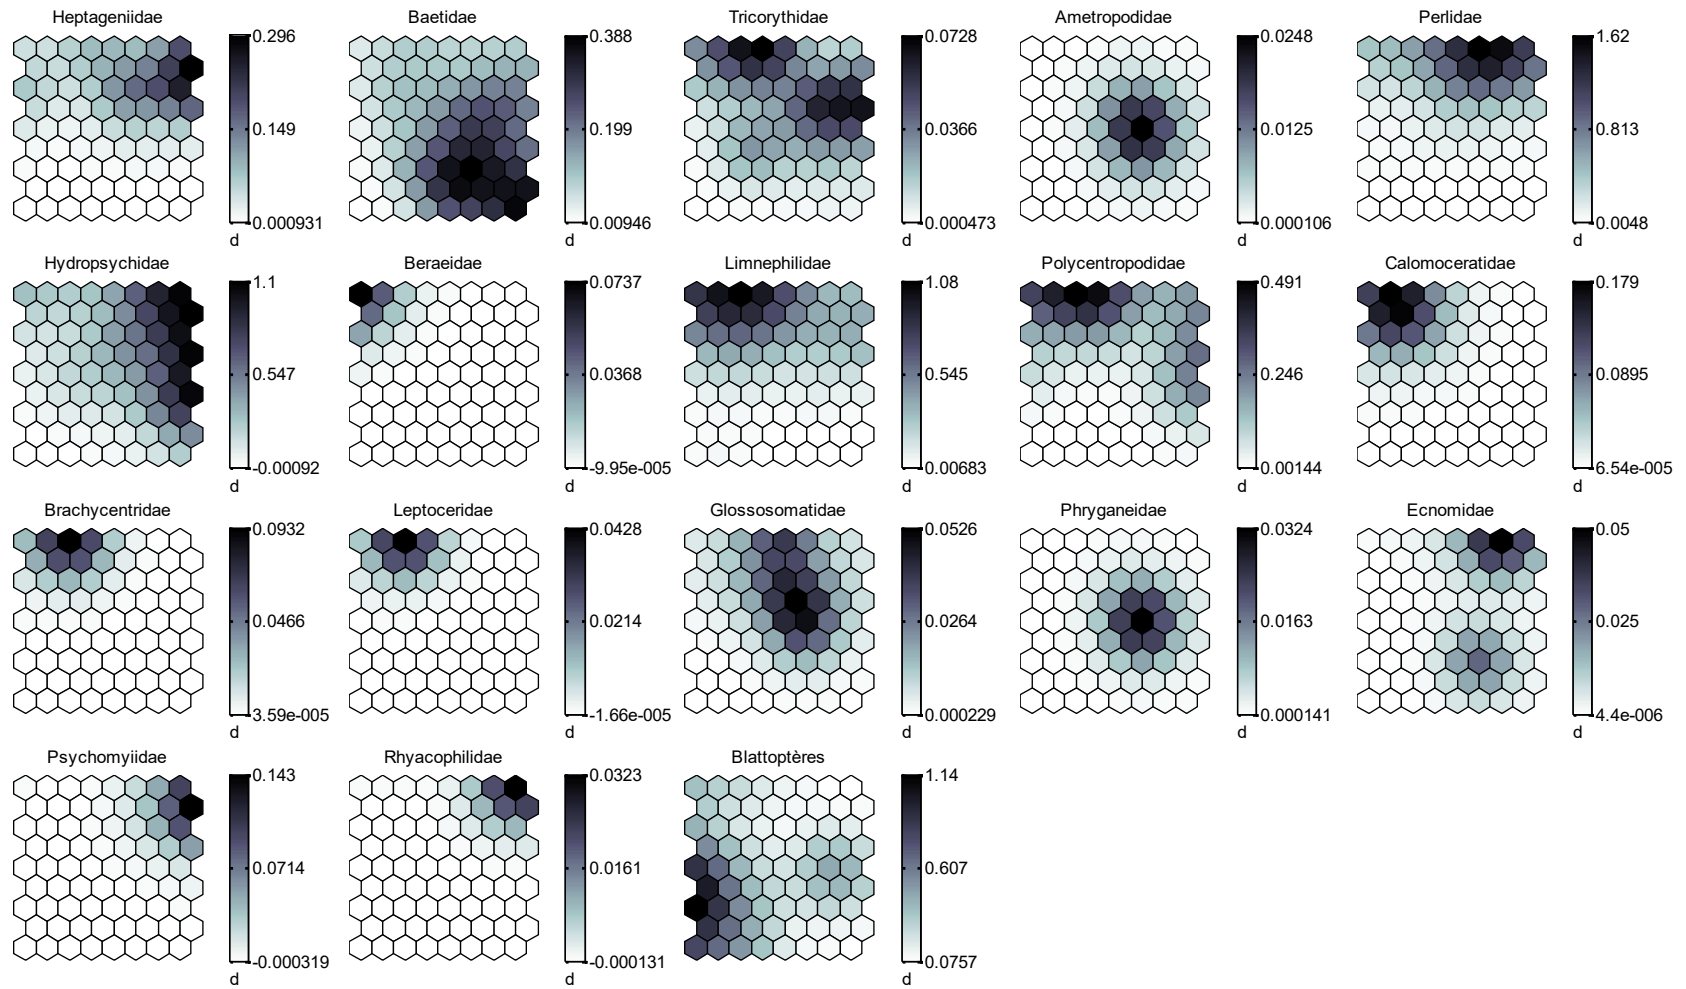 Heptageniidae
0.296
0.149
0.000931
d
Baetidae
0.388
0.199
0.00946
d
Tricorythidae
0.0728
0.0366
0.000473
d
Ametropodidae
0.0248
0.0125
0.000106
d
Perlidae
1.62
0.813
0.0048
d
Hydropsychidae
1.1
0.547
-0.00092
d
Beraeidae
0.0737
0.0368
-9.95e-005
d
Limnephilidae
1.08
0.545
0.00683
d
Polycentropodidae
0.491
0.246
0.00144
d
Calomoceratidae
0.179
0.0895
6.54e-005
d
Brachycentridae
0.0932
0.0466
3.59e-005
d
Leptoceridae
0.0428
0.0214
-1.66e-005
d
Glossosomatidae
0.0526
0.0264
0.000229
d
Phryganeidae
0.0324
0.0163
0.000141
d
Ecnomidae
0.05
0.025
4.4e-006
d
Psychomyiidae
0.143
0.0714
-0.000319
d
Rhyacophilidae
0.0323
0.0161
-0.000131
d
Blattoptères
1.14
0.607
0.0757
d